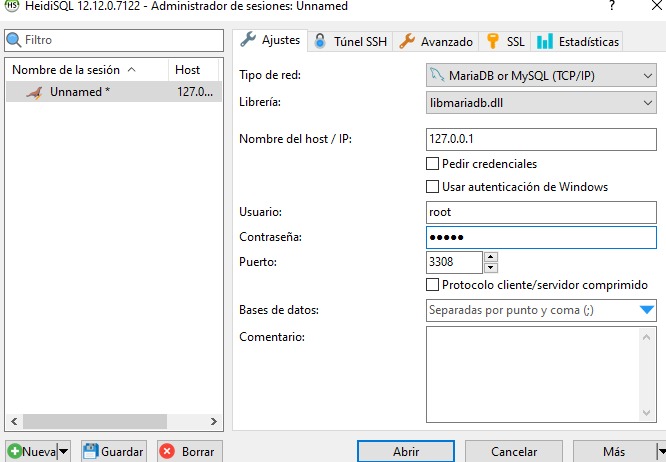 HeidiSQL 12.12.0.7122 - Administrador de sesiones: Unnamed ? ×
Filtro
Nombre de la sesión Host
Unnamed * 127.0...
Ajustes Túnel SSH Avanzado SSL Estadísticas
Tipo de red: MariaDB or MySQL (TCP/IP)
Librería: libmariadb.dll
Nombre del host / IP: 127.0.0.1
Pedir credenciales
Usar autenticación de Windows
Usuario: root
Contraseña: ●●●●●
Puerto: 3308
Protocolo cliente/servidor comprimido
Bases de datos: Separadas por punto y coma (;)
Comentario:
Nueva Guardar Borrar Abrir Cancelar Más